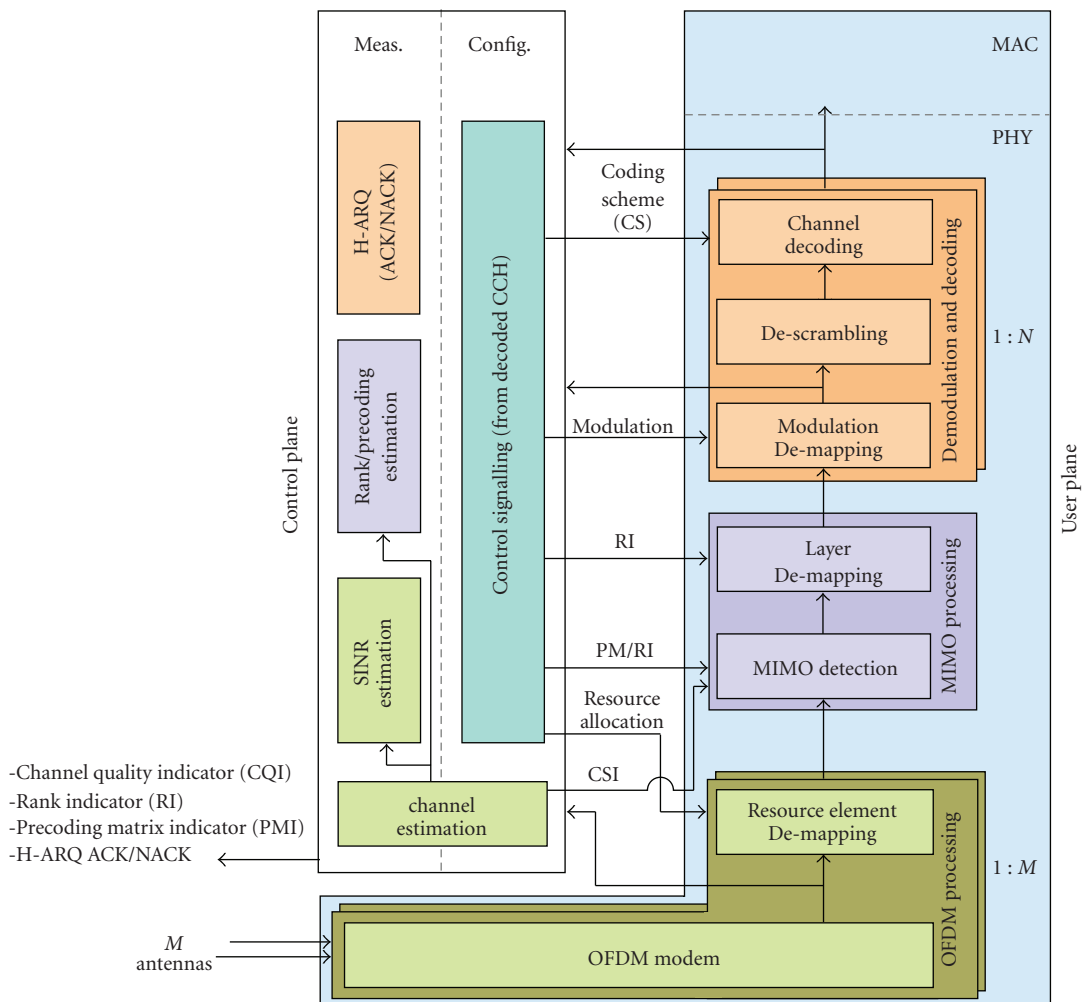 Meas.
Config.
MAC
PHY
H-ARQ
(ACK/NACK)
Rank/precoding
estimation
SINR
estimation
channel
estimation
Control signalling (from decoded CCH)
Control plane
Coding
scheme
(CS)
Modulation
RI
PM/RI
Resource
allocation
CSI
Channel
decoding
De-scrambling
Modulation
De-mapping
Demodulation and decoding
1 : N
Layer
De-mapping
MIMO detection
MIMO processing
User plane
Resource element
De-mapping
OFDM modem
OFDM processing
1 : M
-Channel quality indicator (CQI)
-Rank indicator (RI)
-Precoding matrix indicator (PMI)
-H-ARQ ACK/NACK
M
antennas